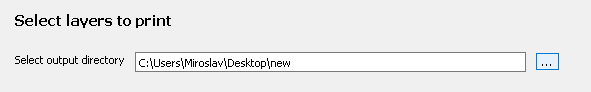 Select layers to print
Select output directory C:\Users\Miroslav\Desktop\new ...